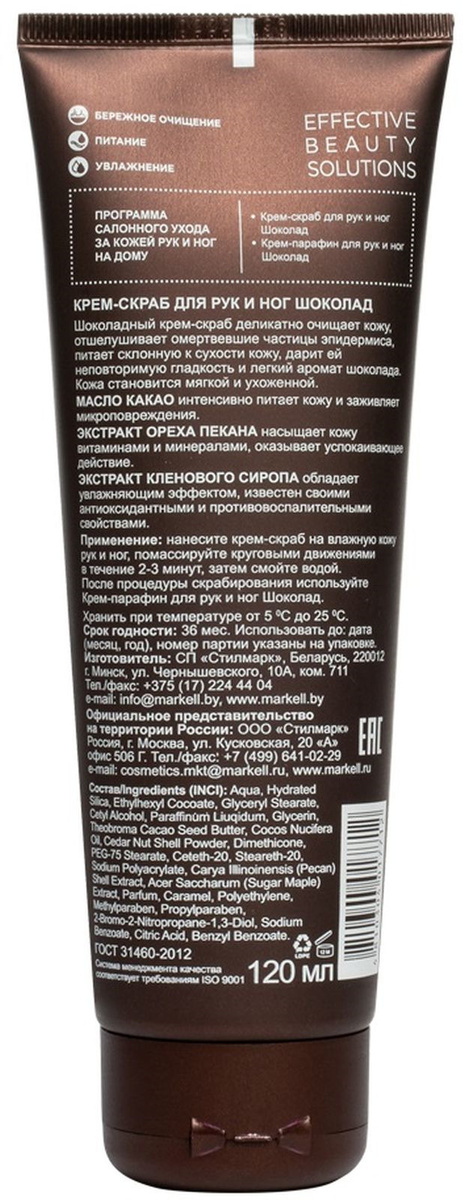 БЕРЕЖНОЕ ОЧИЩЕНИЕ
ПИТАНИЕ
УВЛАЖНЕНИЕ
EFFECTIVE
BEAUTY
SOLUTIONS
ПРОГРАММА
САЛОННОГО УХОДА
ЗА КОЖЕЙ РУК И НОГ
НА ДОМУ
• Крем-скраб для рук и ног
Шоколад
• Крем-парафин для рук и ног
Шоколад
КРЕМ-СКРАБ ДЛЯ РУК И НОГ ШОКОЛАД
Шоколадный крем-скраб деликатно очищает кожу,
отшелушивает омертвевшие частицы эпидермиса,
питает склонную к сухости кожу, дарит ей
неповторимую гладкость и легкий аромат шоколада.
Кожа становится мягкой и ухоженной.
МАСЛО КАКАО интенсивно питает кожу и заживляет
микроповреждения.
ЭКСТРАКТ ОРЕХА ПЕКАНА насыщает кожу
витаминами и минералами, оказывает успокаивающее
действие.
ЭКСТРАКТ КЛЕНОВОГО СИРОПА обладает
увлажняющим эффектом, известен своими
антиоксидантными и противовоспалительными
свойствами.
Применение: нанесите крем-скраб на влажную кожу
рук и ног, помассируйте круговыми движениями
в течение 2-3 минут, затем смойте водой.
После процедуры скрабирования используйте
Крем-парафин для рук и ног Шоколад.
Хранить при температуре от 5 °C до 25 °C.
Срок годности: 36 мес. Использовать до: дата
(месяц, год), номер партии указаны на упаковке.
Изготовитель: СП «Стилмарк», Беларусь, 220012
г. Минск, ул. Чернышевского, 10А, ком. 711
Тел./факс: +375 (17) 224 44 04
e-mail: info@markell.by, www.markell.by
Официальное представительство
на территории России: ООО «Стилмарк»
Россия, г. Москва, ул. Кусковская, 20 «А»
офис 506 Г. Тел./факс: +7 (499) 641-02-29
e-mail: cosmetics.mkt@markell.ru, www.markell.ru
EAC
Состав/Ingredients (INCI): Aqua, Hydrated
Silica, Ethylhexyl Cocoate, Glyceryl Stearate,
Cetyl Alcohol, Paraffinum Liuqidum, Glycerin,
Theobroma Cacao Seed Butter, Cocos Nucifera
Oil, Cedar Nut Shell Powder, Dimethicone,
PEG-75 Stearate, Ceteth-20, Steareth-20,
Sodium Polyacrylate, Carya Illinoinensis (Pecan)
Shell Extract, Acer Saccharum (Sugar Maple)
Extract, Parfum, Caramel, Polyethylene,
Methylparaben, Propylparaben,
2-Bromo-2-Nitropropane-1,3-Diol, Sodium
Benzoate, Citric Acid, Benzyl Benzoate.
ГОСТ 31460-2012
Система менеджмента качества
соответствует требованиям ISO 9001
LDPE
12 M
120 МЛ